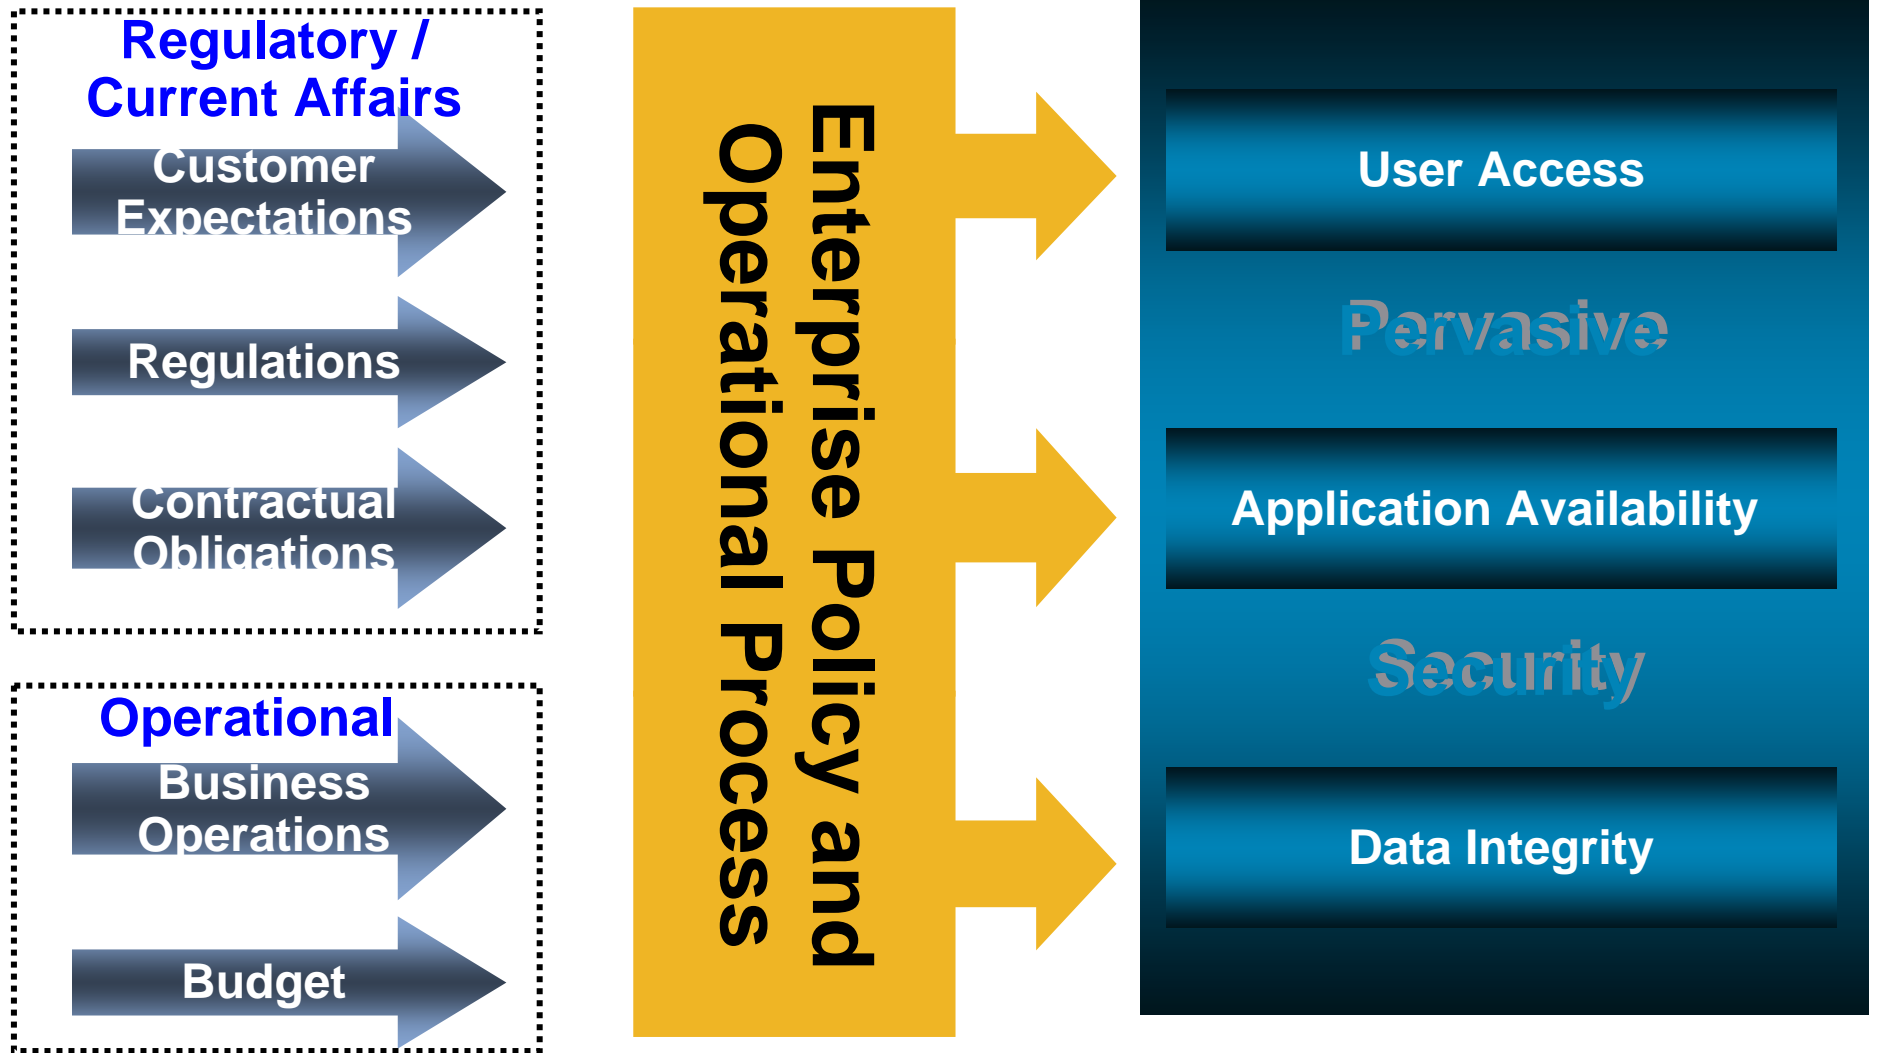 Regulatory /
Current Affairs
Customer
Expectations
Regulations
Contractual
Obligations
Operational
Business
Operations
Budget
Enterprise Policy and
Operational Process
User Access
Pervasive
Application Availability
Security
Data Integrity